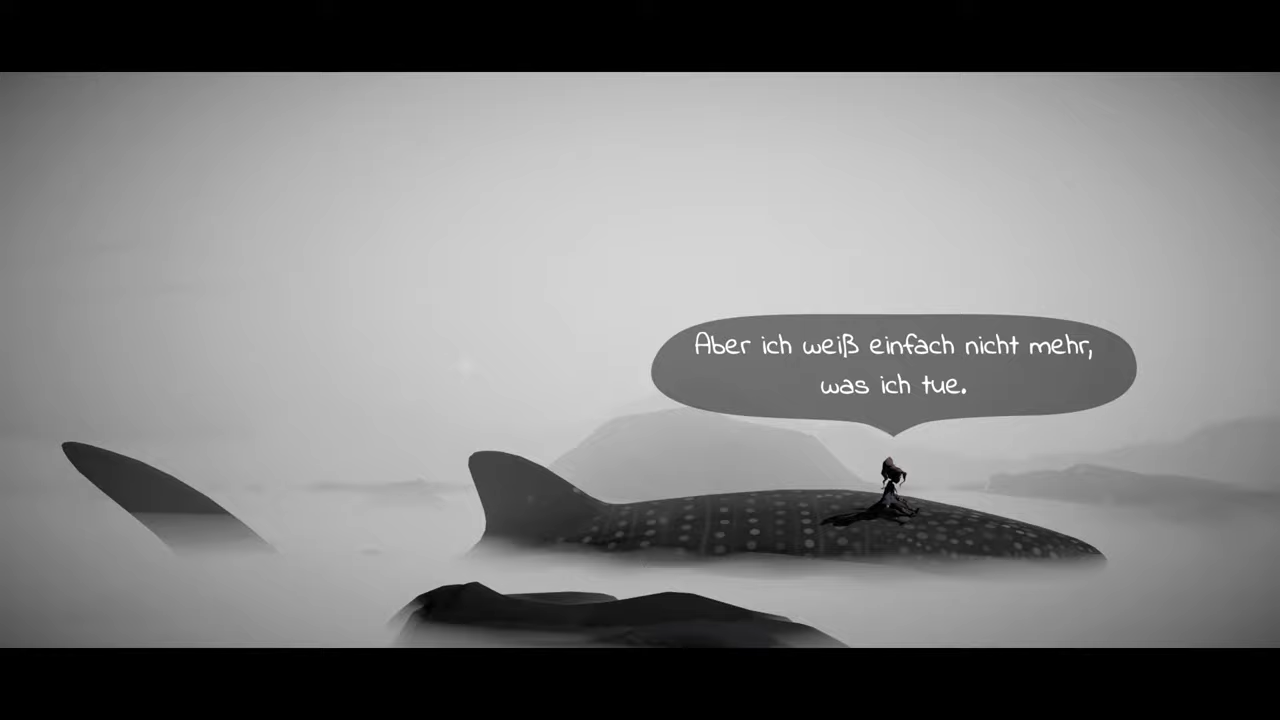 Aber ich weiß einfach nicht mehr,
was ich tue.